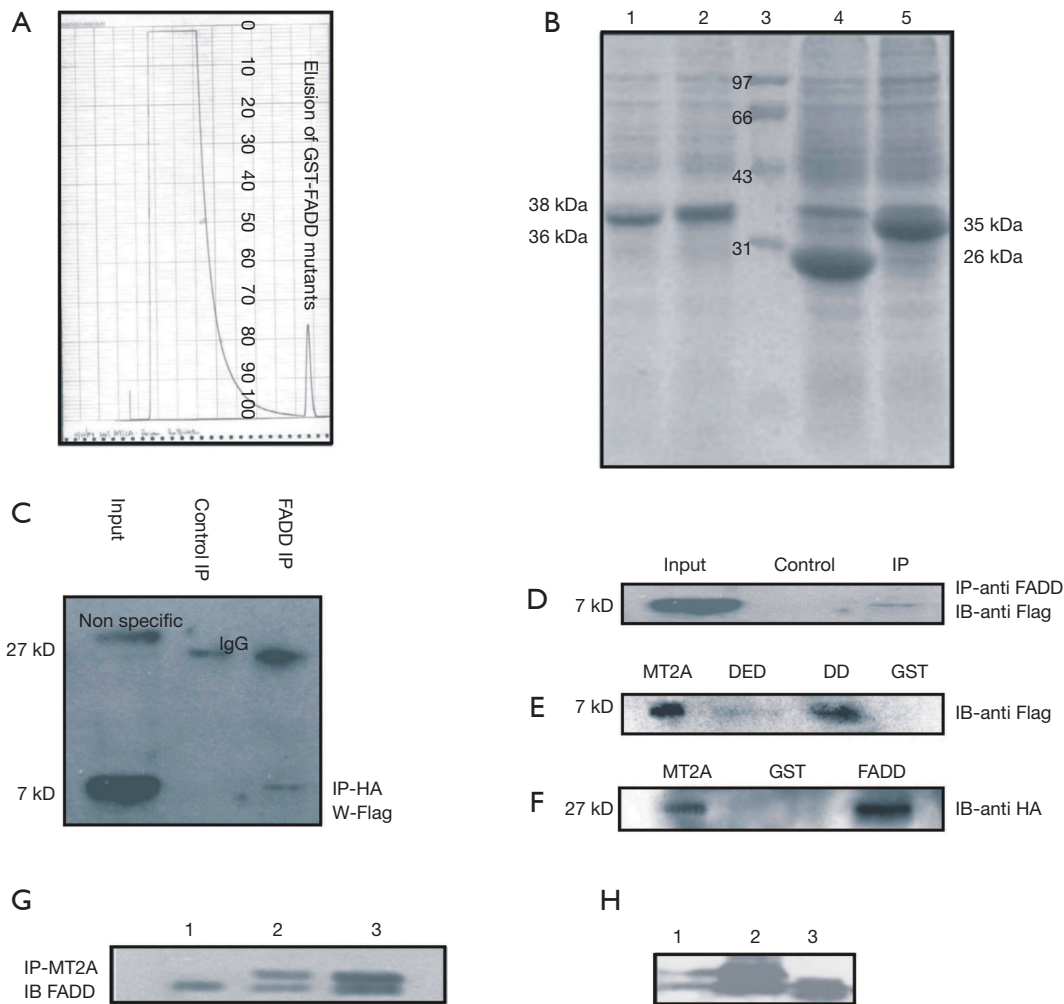 A
0
10
20
30
40
50
60
70
80
90
100
Elusion of GST-FADD mutants
B
1 2 3 4 5
97
66
43
31
38 kDa
36 kDa
35 kDa
26 kDa
C
Input
Control IP
FADD IP
Non specific
IgG
27 kD
7 kD
IP-HA
W-Flag
D
Input Control IP
7 kD
IP-anti FADD
IB-anti Flag
E
MT2A DED DD GST
7 kD
IB-anti Flag
F
MT2A GST FADD
27 kD
IB-anti HA
G
1 2 3
IP-MT2A
IB FADD
H
1 2 3